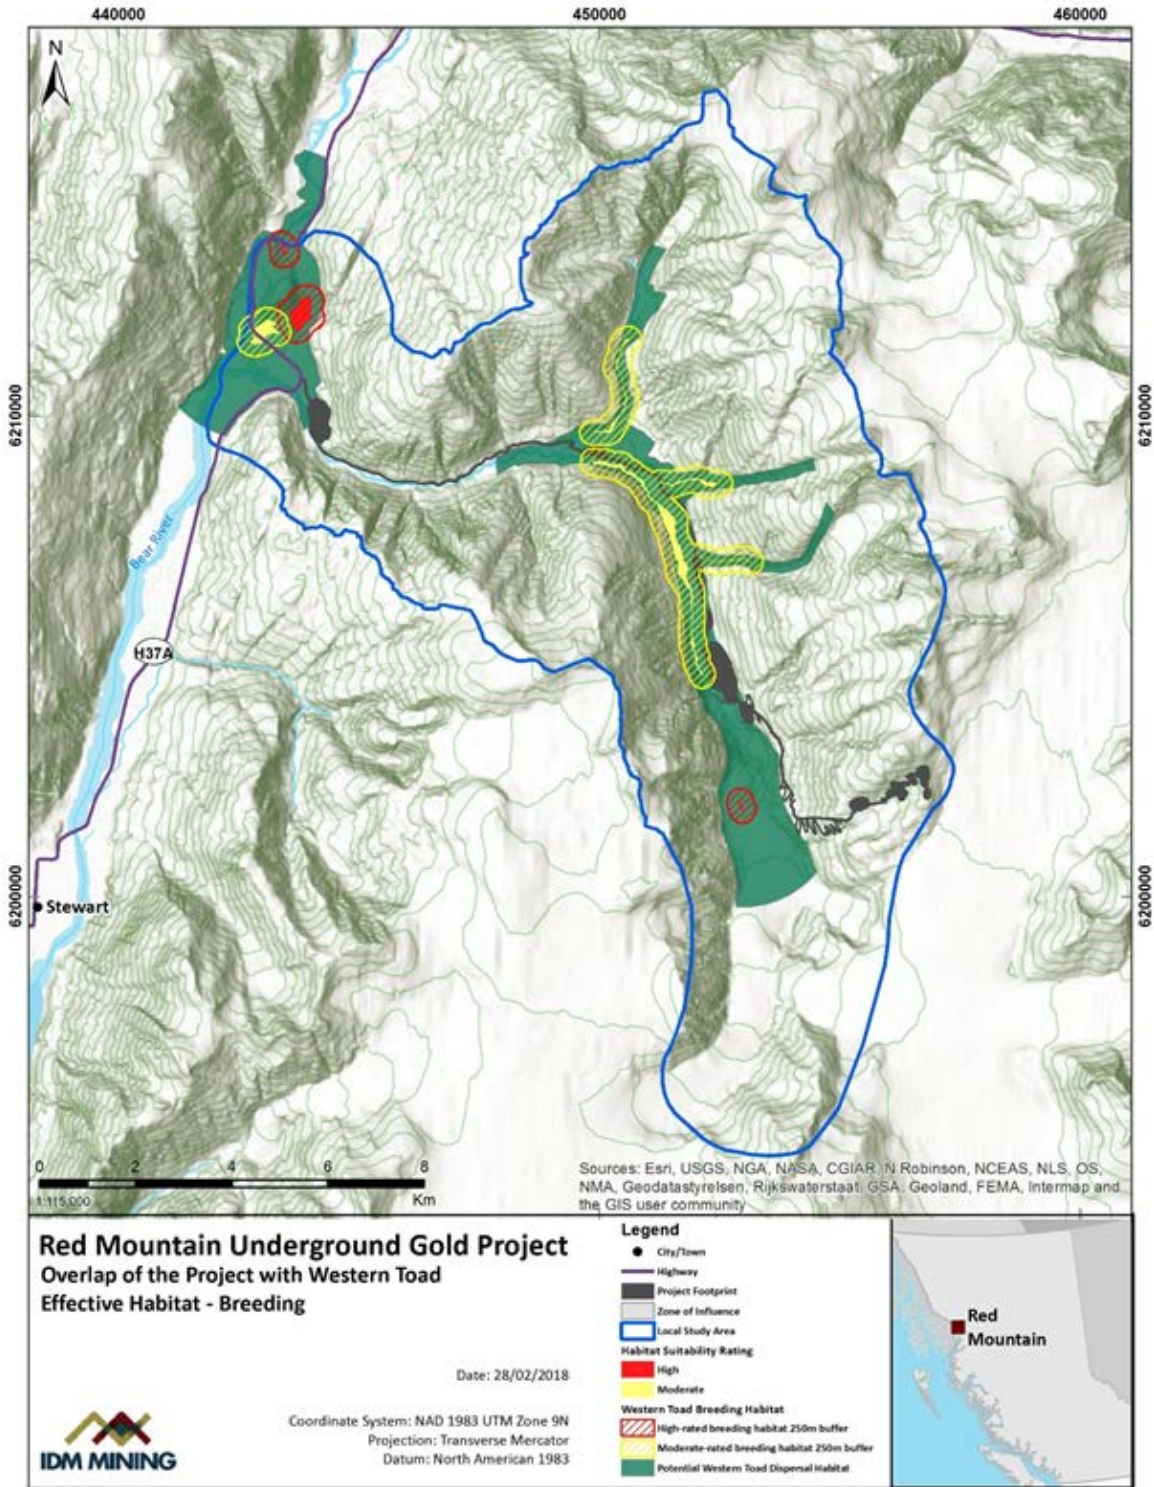 440000
450000
460000
N
6210000
6210000
Bear River
H37A
6200000
6200000
Stewart
0 2 4 6 8
Km
1:115,000
Sources: Esri, USGS, NGA, NASA, CGIAR, N Robinson, NCEAS, NLS, OS,
NMA, Geodatastyrelsen, Rijkswaterstaat, GSA, Geoland, FEMA, Intermap and
the GIS user community
Red Mountain Underground Gold Project
Overlap of the Project with Western Toad
Effective Habitat - Breeding
Date: 28/02/2018
Coordinate System: NAD 1983 UTM Zone 9N
Projection: Transverse Mercator
Datum: North American 1983
IDM MINING
Legend
City/Town
Highway
Project Footprint
Zone of Influence
Local Study Area
Habitat Suitability Rating
High
Moderate
Western Toad Breeding Habitat
High-rated breeding habitat 250m buffer
Moderate-rated breeding habitat 250m buffer
Potential Western Toad Dispersal Habitat
Red
Mountain